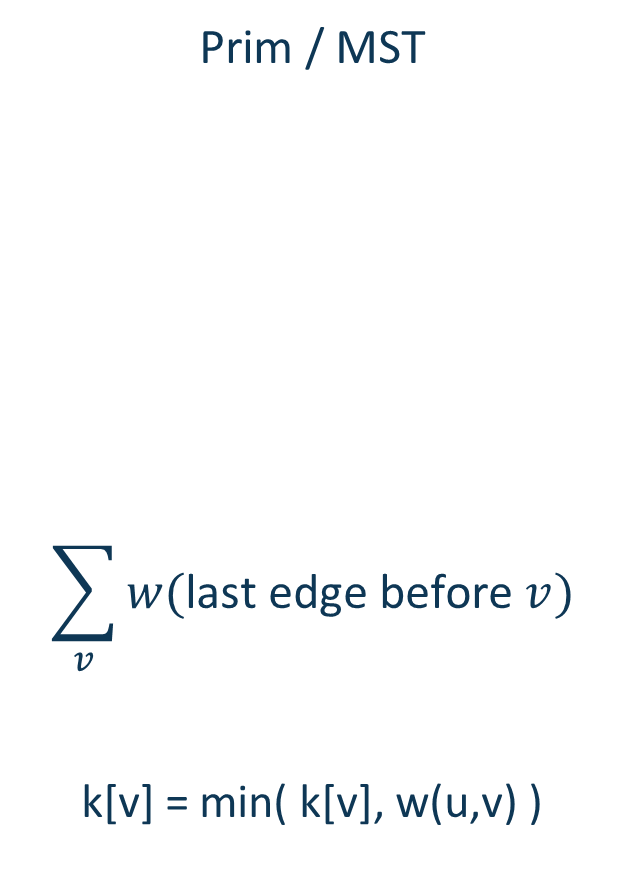 Prim / MST
∑ w(last edge before v)
v
k[v] = min( k[v], w(u,v) )